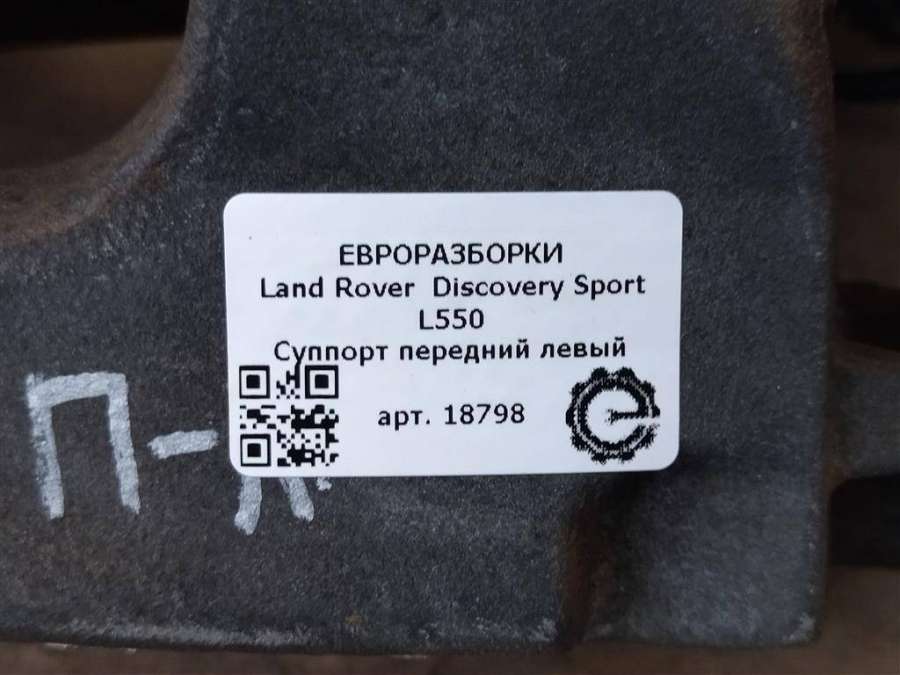 ЕВРОРАЗБОРКИ
Land Rover Discovery Sport
L550
Суппорт передний левый
арт. 18798
П-Л